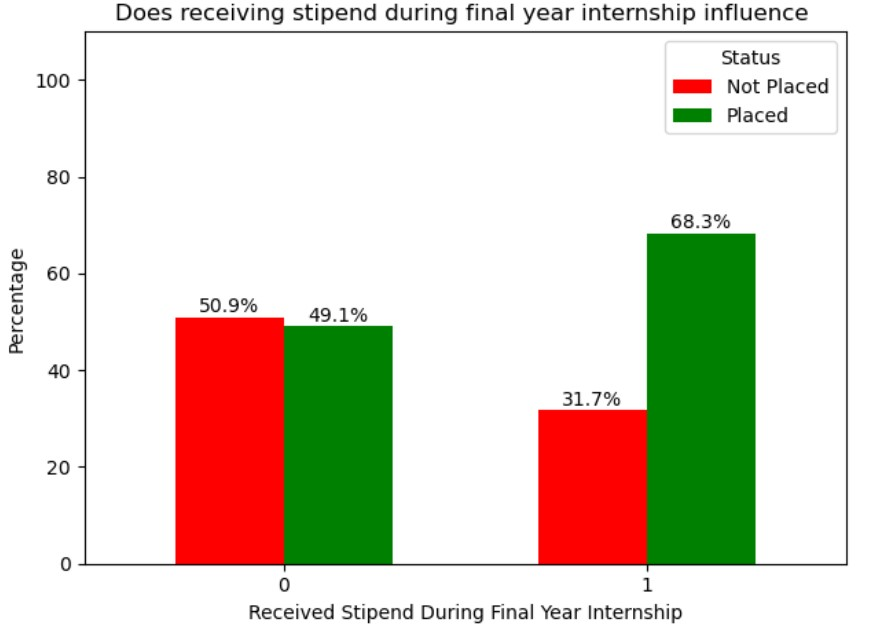 Does receiving stipend during final year internship influence
Status
Not Placed
Placed
100
80
60
40
20
0
Percentage
50.9%
49.1%
31.7%
68.3%
0
1
Received Stipend During Final Year Internship